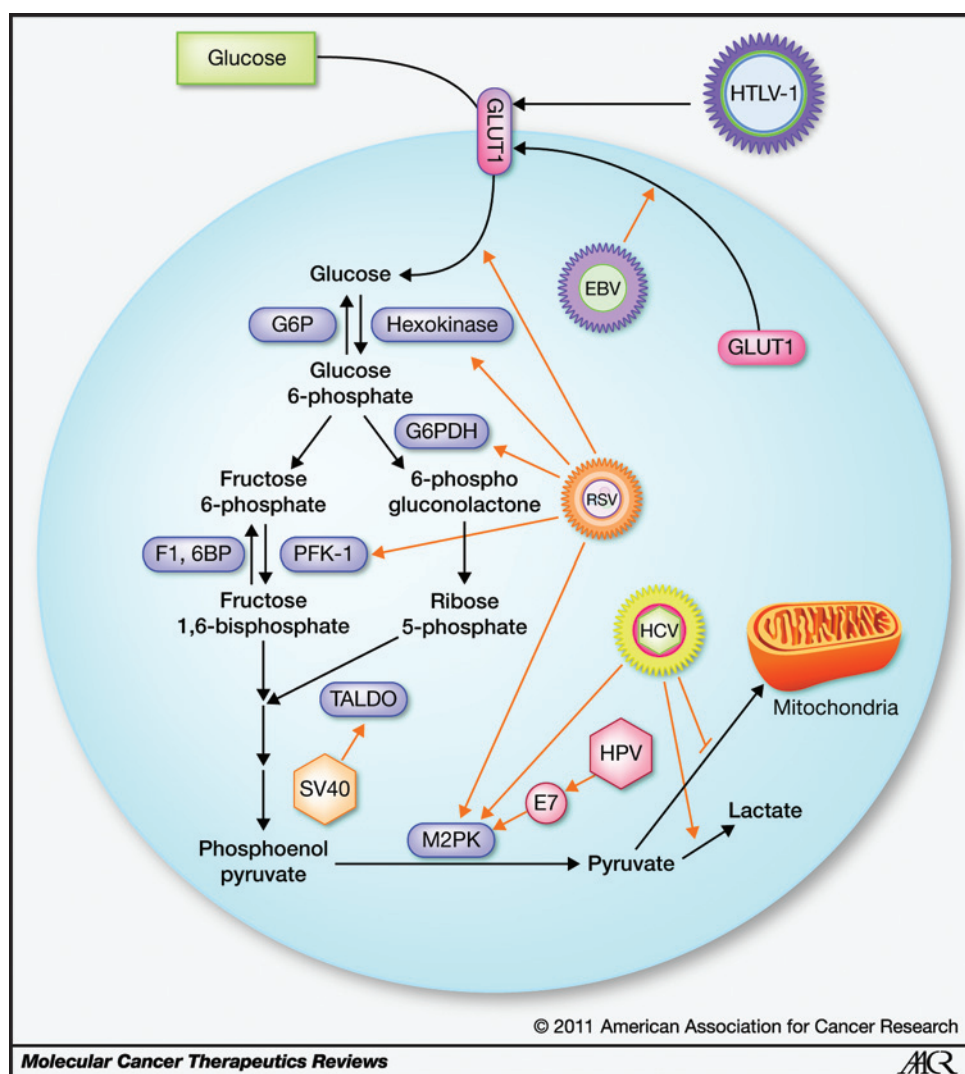 Glucose
GLUT1
HTLV-1
EBV
GLUT1
Glucose
G6P
Hexokinase
Glucose
6-phosphate
G6PDH
Fructose
6-phosphate
6-phospho
gluconolactone
RSV
F1, 6BP
PFK-1
Fructose
1,6-bisphosphate
Ribose
5-phosphate
HCV
Mitochondria
TALDO
SV40
HPV
E7
Lactate
M2PK
Phosphoenol
pyruvate
Pyruvate
© 2011 American Association for Cancer Research
Molecular Cancer Therapeutics Reviews
AACR